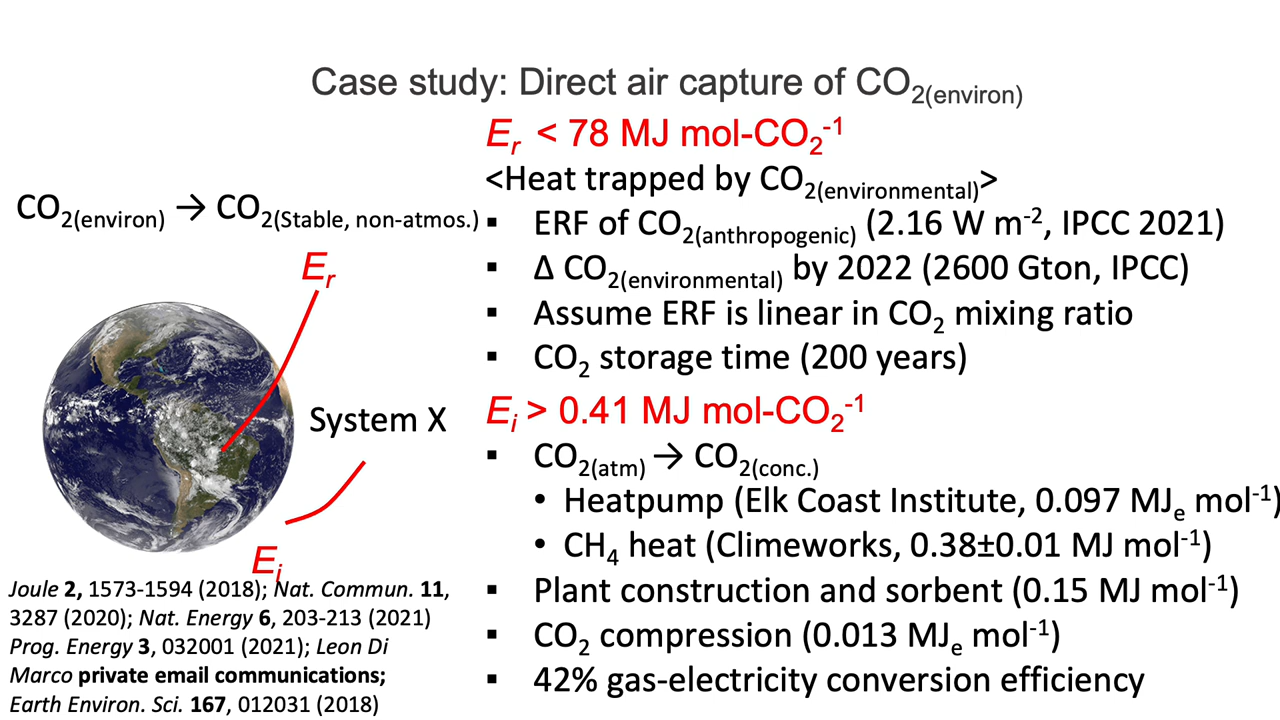 Case study: Direct air capture of CO₂₍environ₎
E_r < 78 MJ mol-CO₂⁻¹
<Heat trapped by CO₂(environmental)>
CO₂(environ) → CO₂(Stable, non-atmos.)
▪ ERF of CO₂(anthropogenic) (2.16 W m⁻², IPCC 2021)
▪ Δ CO₂(environmental) by 2022 (2600 Gton, IPCC)
▪ Assume ERF is linear in CO₂ mixing ratio
▪ CO₂ storage time (200 years)
E_r
System X
E_i
E_i > 0.41 MJ mol-CO₂⁻¹
▪ CO₂(atm) → CO₂(conc.)
• Heatpump (Elk Coast Institute, 0.097 MJₑ mol⁻¹)
• CH₄ heat (Climeworks, 0.38±0.01 MJ mol⁻¹)
▪ Plant construction and sorbent (0.15 MJ mol⁻¹)
▪ CO₂ compression (0.013 MJₑ mol⁻¹)
▪ 42% gas-electricity conversion efficiency
Joule 2, 1573-1594 (2018); Nat. Commun. 11,
3287 (2020); Nat. Energy 6, 203-213 (2021)
Prog. Energy 3, 032001 (2021); Leon Di
Marco private email communications;
Earth Environ. Sci. 167, 012031 (2018)